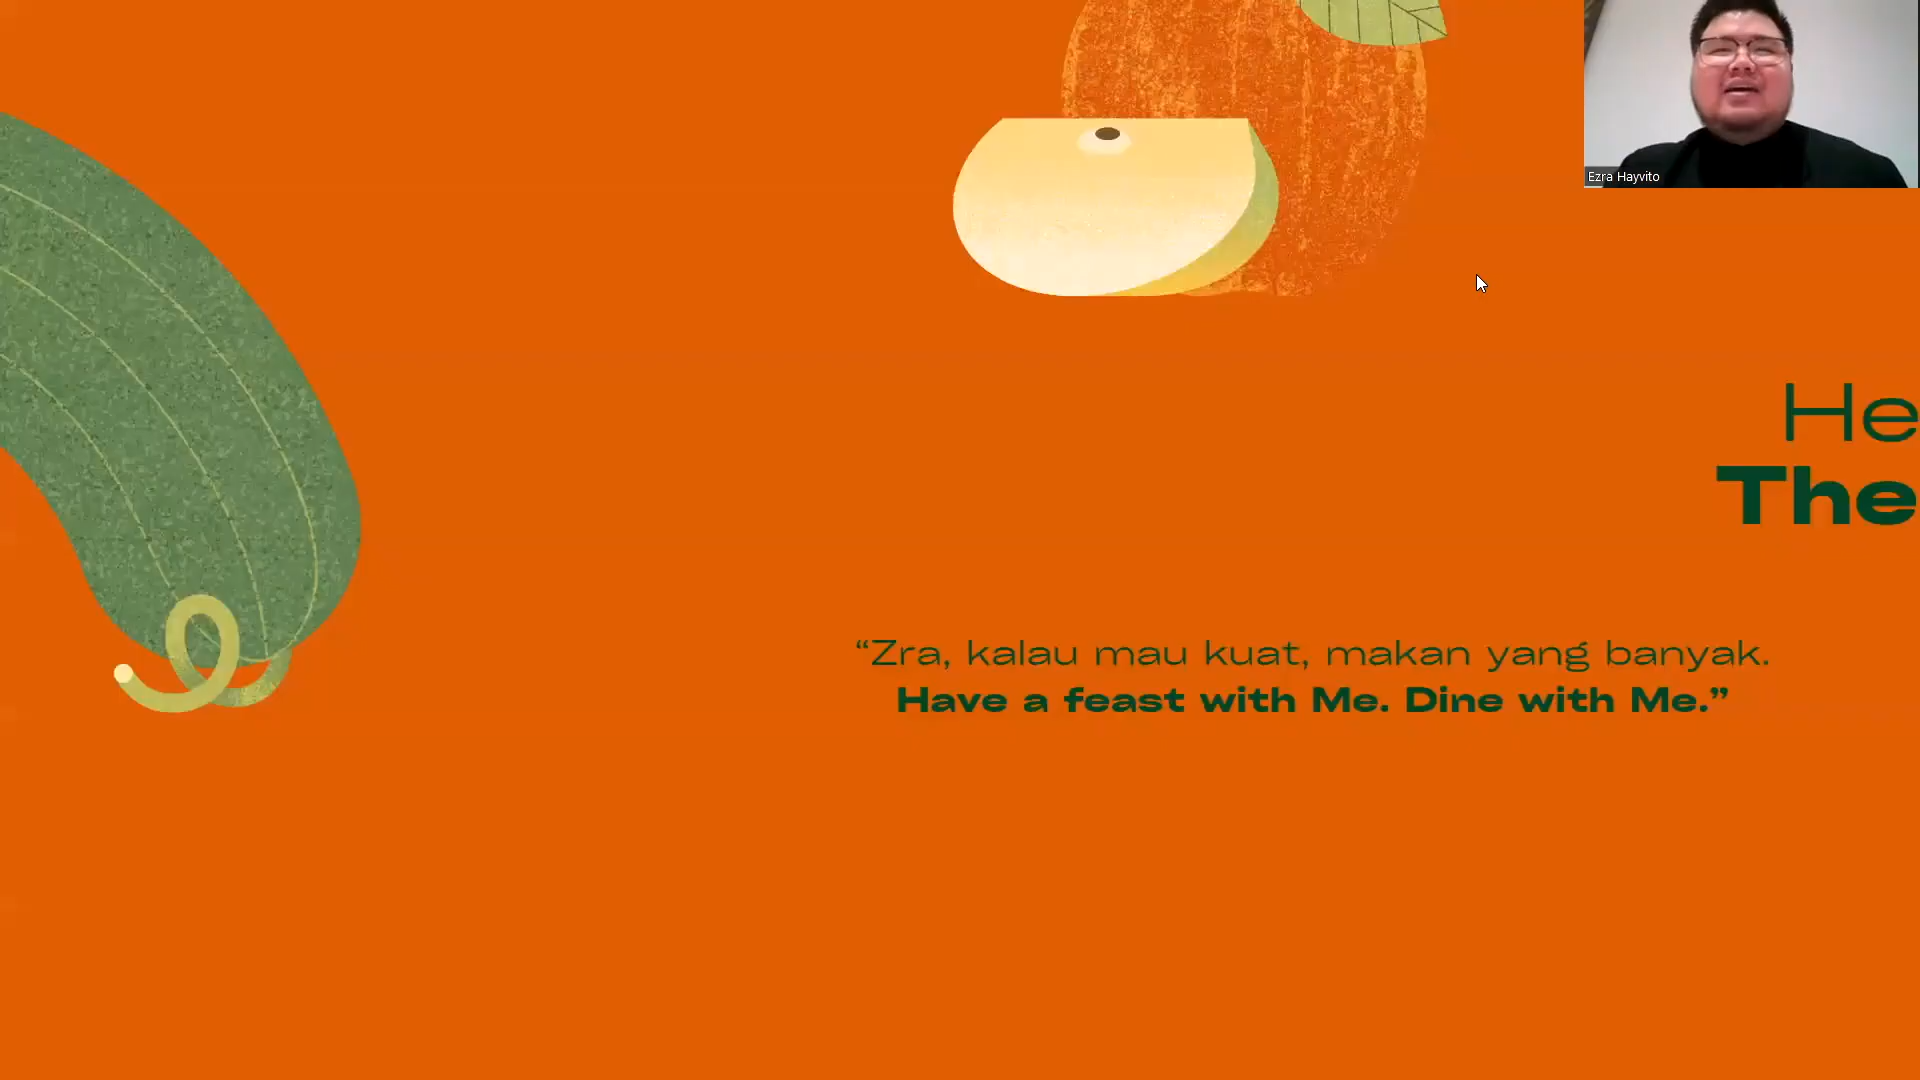 Ezra Hayvito
He
The
“Zra, kalau mau kuat, makan yang banyak.
Have a feast with Me. Dine with Me.”